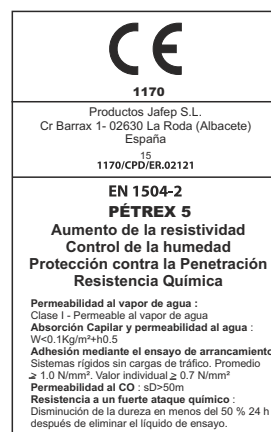 CE
1170
Productos Jafep S.L.
Cr Barrax 1- 02630 La Roda (Albacete)
España
15
1170/CPD/ER.02121
EN 1504-2
PÉTREX 5
Aumento de la resistividad
Control de la humedad
Protección contra la Penetración
Resistencia Química
Permeabilidad al vapor de agua :
Clase I - Permeable al vapor de agua
Absorción Capilar y permeabilidad al agua :
W<0.1Kg/m²+h0.5
Adhesión mediante el ensayo de arrancamiento
Sistemas rígidos sin cargas de tráfico. Promedio
≥ 1.0 N/mm². Valor individual ≥ 0.7 N/mm²
Permeabilidad al CO : sD>50m
Resistencia a un fuerte ataque químico :
Disminución de la dureza en menos del 50 % 24 h
después de eliminar el líquido de ensayo.